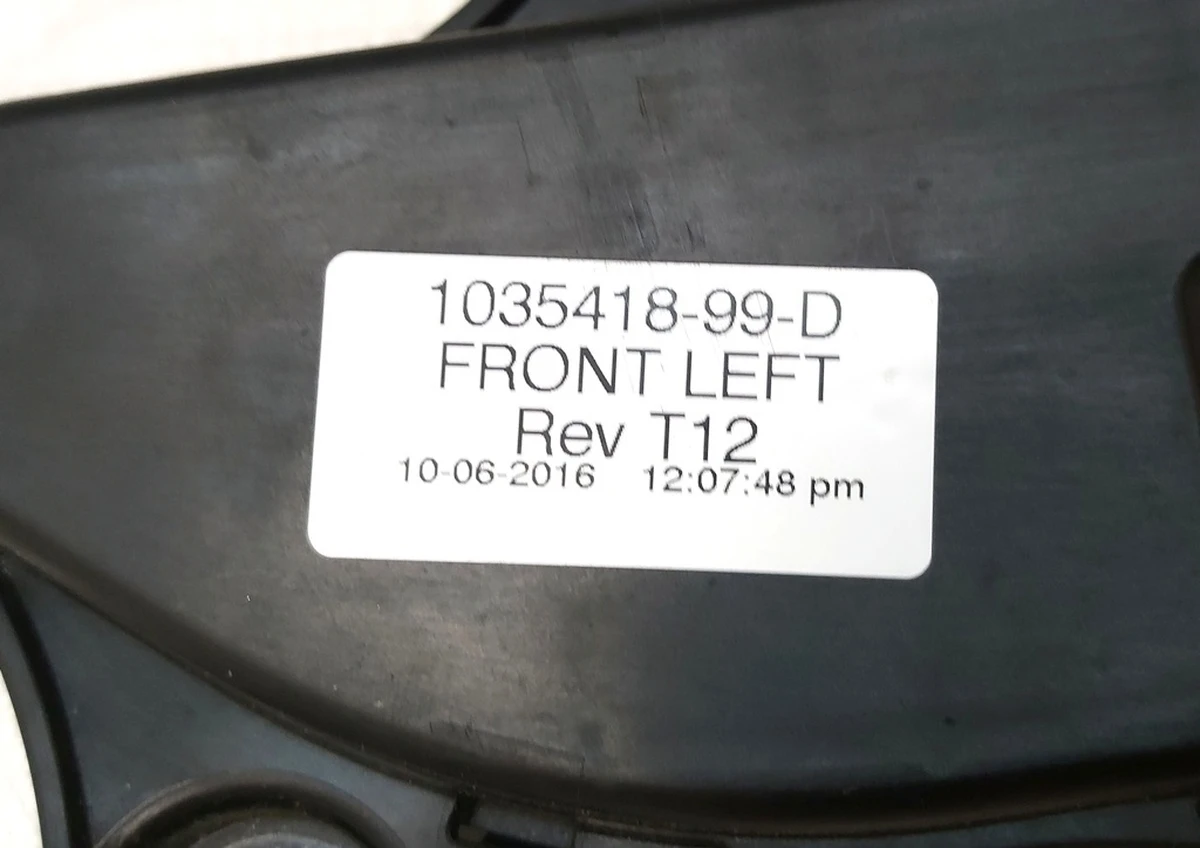 1035418-99-D
FRONT LEFT
Rev T12
10-06-2016 12:07:48 pm